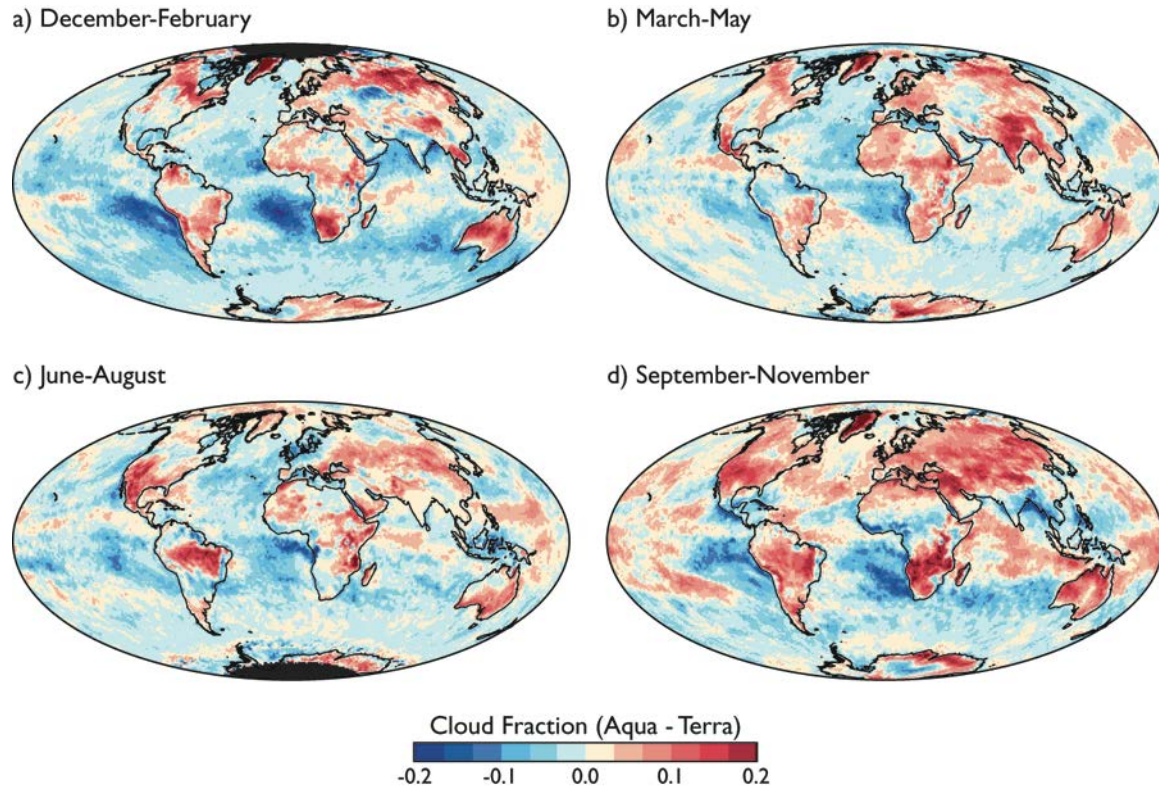 a) December-February
b) March-May
c) June-August
d) September-November
Cloud Fraction (Aqua - Terra)
-0.2 -0.1 0.0 0.1 0.2